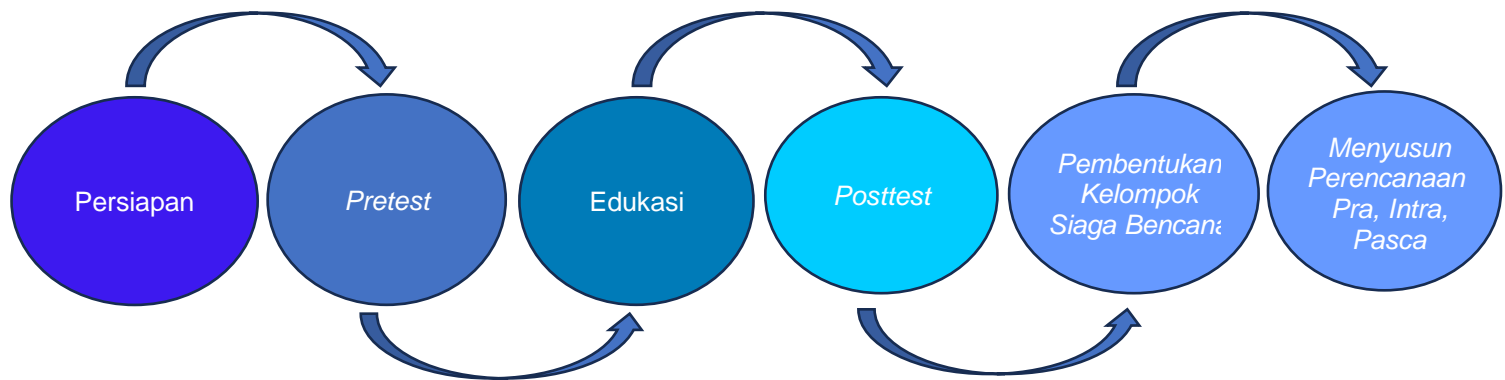 Persiapan
Pretest
Edukasi
Posttest
Pembentukan
Kelompok
Siaga Bencana
Menyusun
Perencanaan
Pra, Intra,
Pasca